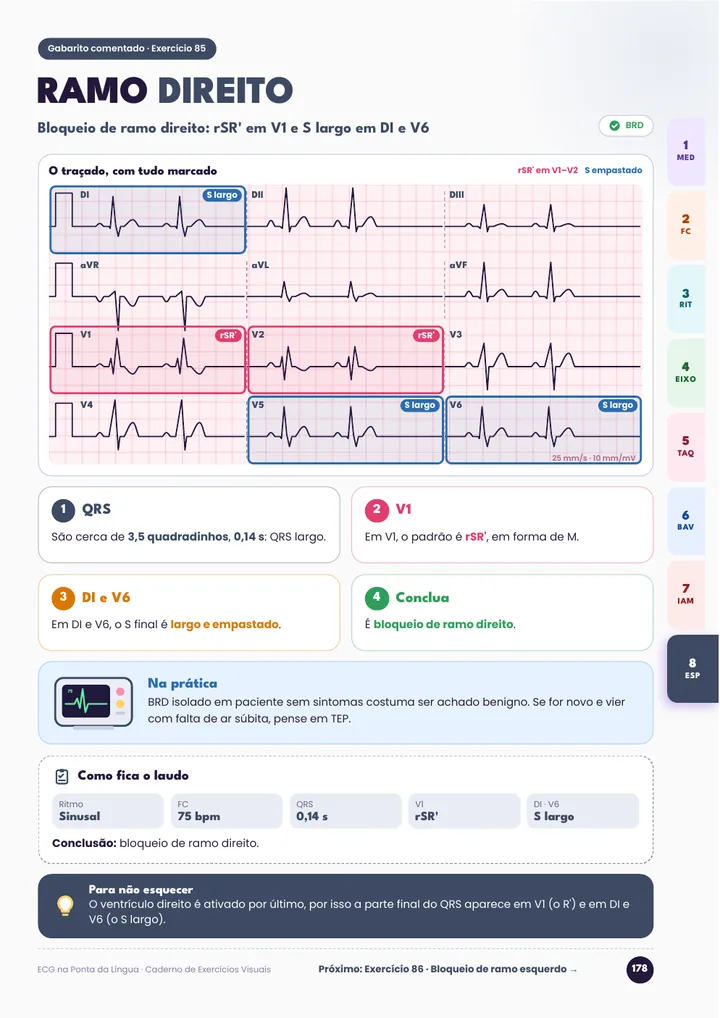 Gabarito comentado · Exercício 85
RAMO DIREITO
Bloqueio de ramo direito: rSR' em V1 e S largo em DI e V6
BRD
O traçado, com tudo marcado
rSR' em V1–V2 S empastado
DI
S largo
DII
DIII
aVR
aVL
aVF
V1
rSR'
V2
rSR'
V3
V4
V5
S largo
V6
S largo
25 mm/s · 10 mm/mV
1 QRS
São cerca de 3,5 quadradinhos, 0,14 s: QRS largo.
2 V1
Em V1, o padrão é rSR', em forma de M.
3 DI e V6
Em DI e V6, o S final é largo e empastado.
4 Conclua
É bloqueio de ramo direito.
Na prática
BRD isolado em paciente sem sintomas costuma ser achado benigno. Se for novo e vier
com falta de ar súbita, pense em TEP.
Como fica o laudo
Ritmo
Sinusal
FC
75 bpm
QRS
0,14 s
V1
rSR'
DI · V6
S largo
Conclusão: bloqueio de ramo direito.
Para não esquecer
O ventrículo direito é ativado por último, por isso a parte final do QRS aparece em V1 (o R') e em DI e
V6 (o S largo).
ECG na Ponta da Língua · Caderno de Exercícios Visuais
Próximo: Exercício 86 · Bloqueio de ramo esquerdo →
178
1
MED
2
FC
3
RIT
4
EIXO
5
TAQ
6
BAV
7
IAM
8
ESP